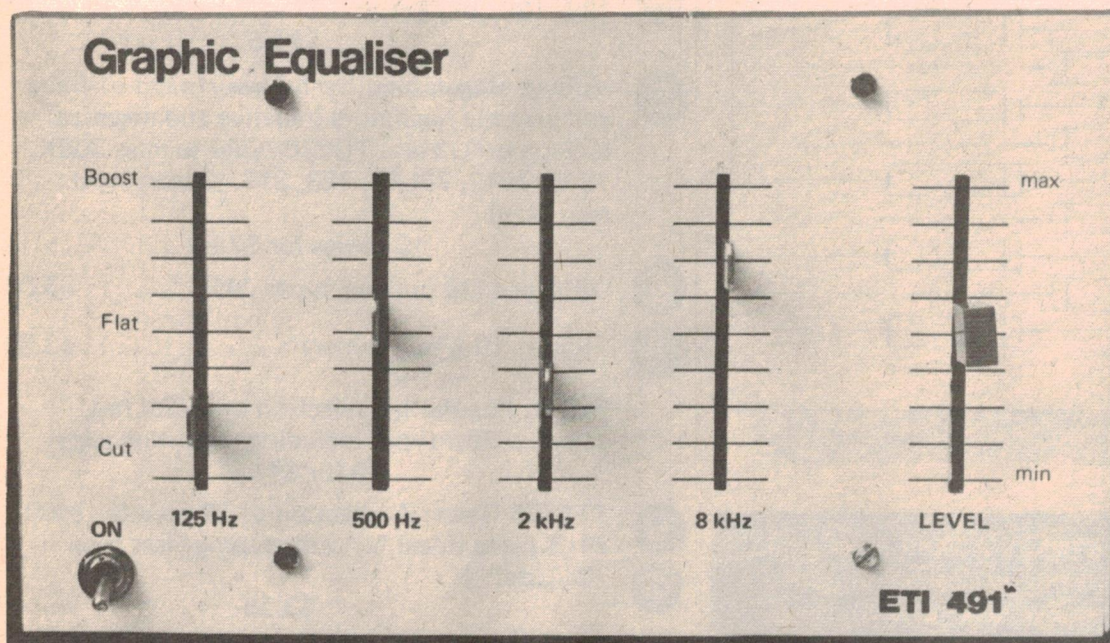 Graphic Equaliser
Boost
max
Flat
Cut
min
125 Hz
500 Hz
2 kHz
8 kHz
LEVEL
ON
ETI 491